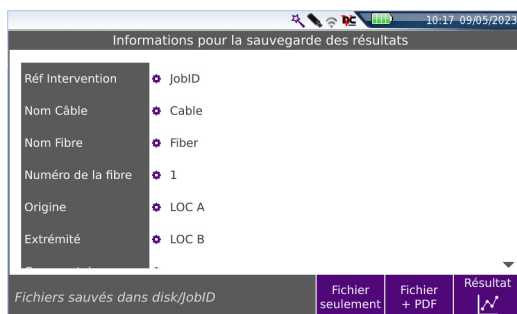 10:17 09/05/2023
Informations pour la sauvegarde des résultats
Réf Intervention JobID
Nom Câble Cable
Nom Fibre Fiber
Numéro de la fibre 1
Origine LOC A
Extrémité LOC B
Fichiers sauvés dans disk/JobID
Fichier seulement
Fichier + PDF
Résultat